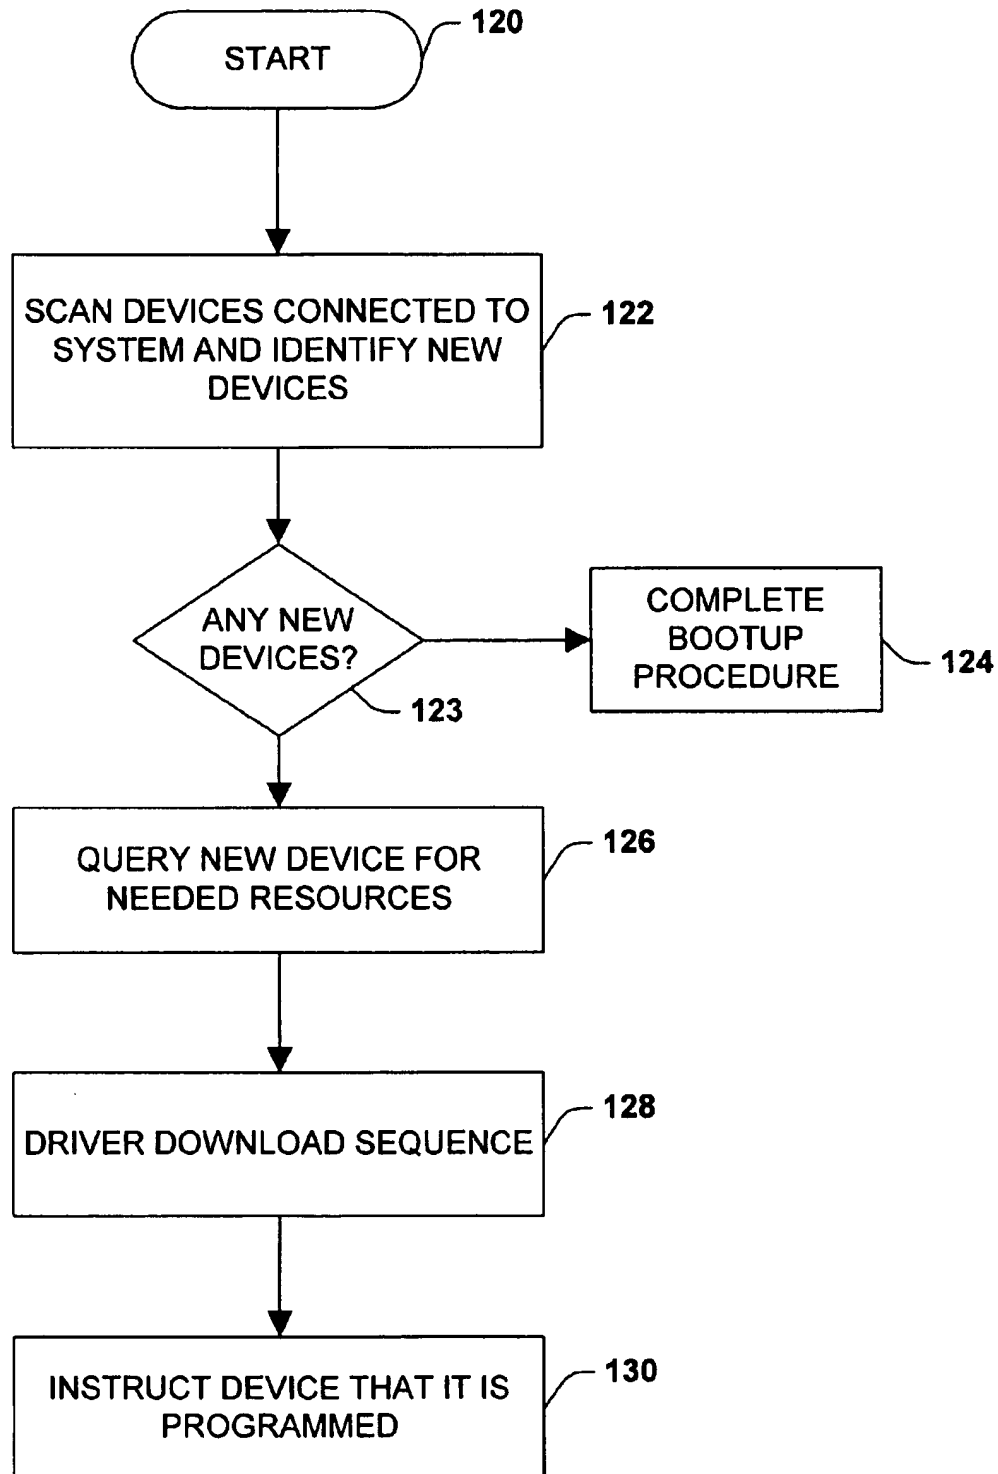 START
120
SCAN DEVICES CONNECTED TO
SYSTEM AND IDENTIFY NEW
DEVICES
122
ANY NEW
DEVICES?
123
COMPLETE
BOOTUP
PROCEDURE
124
QUERY NEW DEVICE FOR
NEEDED RESOURCES
126
DRIVER DOWNLOAD SEQUENCE
128
INSTRUCT DEVICE THAT IT IS
PROGRAMMED
130